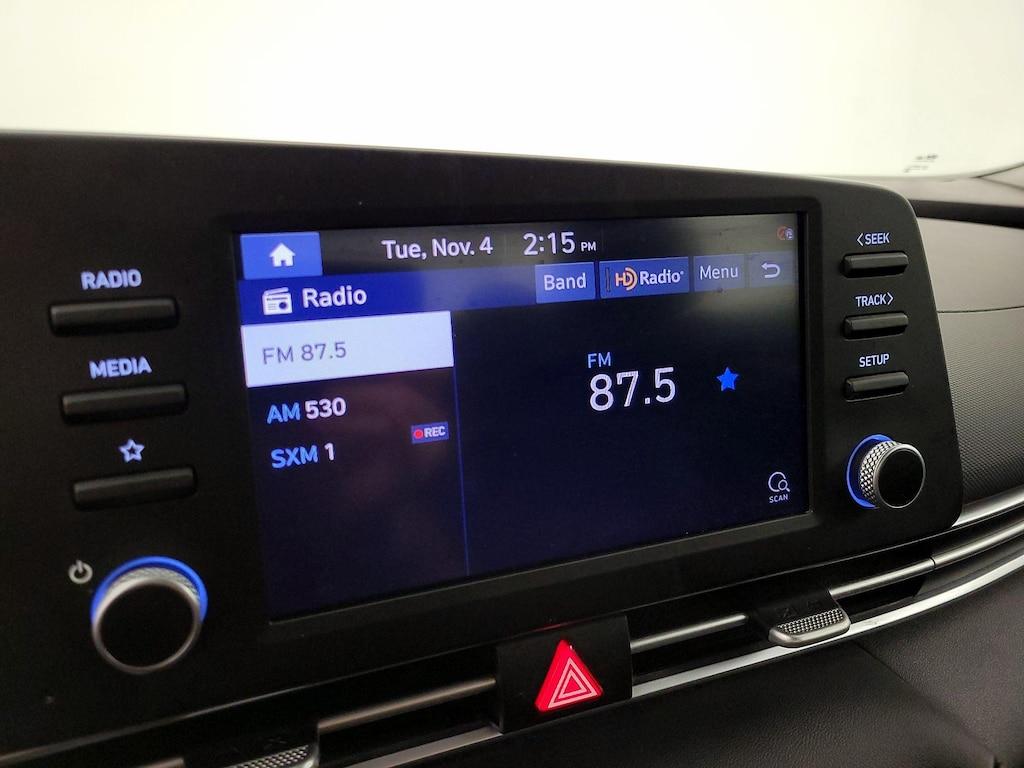 RADIO
MEDIA
Tue, Nov. 4 2:15 PM
Radio
Band HD Radio Menu
FM 87.5
AM 530
SXM 1
REC
FM
87.5
SCAN
<SEEK
TRACK>
SETUP